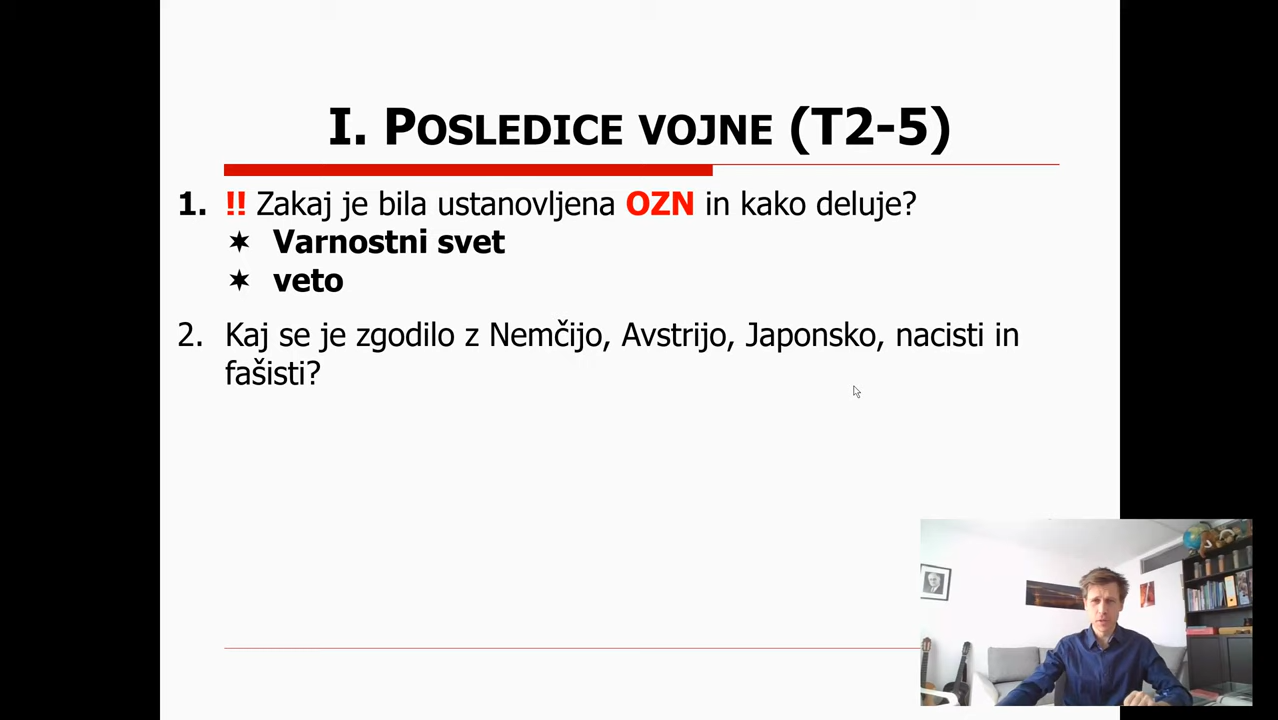 I. POSLEDICE VOJNE (T2-5)
1. !! Zakaj je bila ustanovljena OZN in kako deluje?
✶ Varnostni svet
✶ veto
2. Kaj se je zgodilo z Nemčijo, Avstrijo, Japonsko, nacisti in
fašisti?